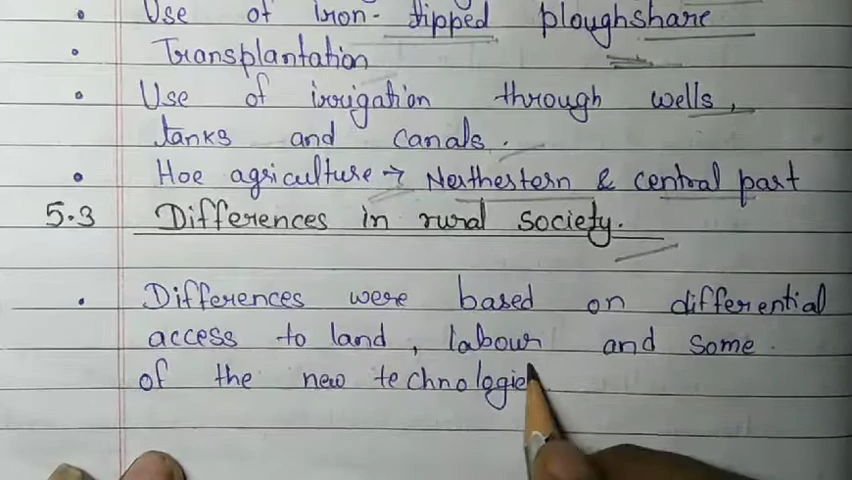 • Use of iron-tipped ploughshare
• Transplantation
• Use of irrigation through wells,
tanks and canals.
• Hoe agriculture → Northestern & central part
5.3 Differences in rural society.
• Differences were based on differential
access to land, labour and some
of the new technologie